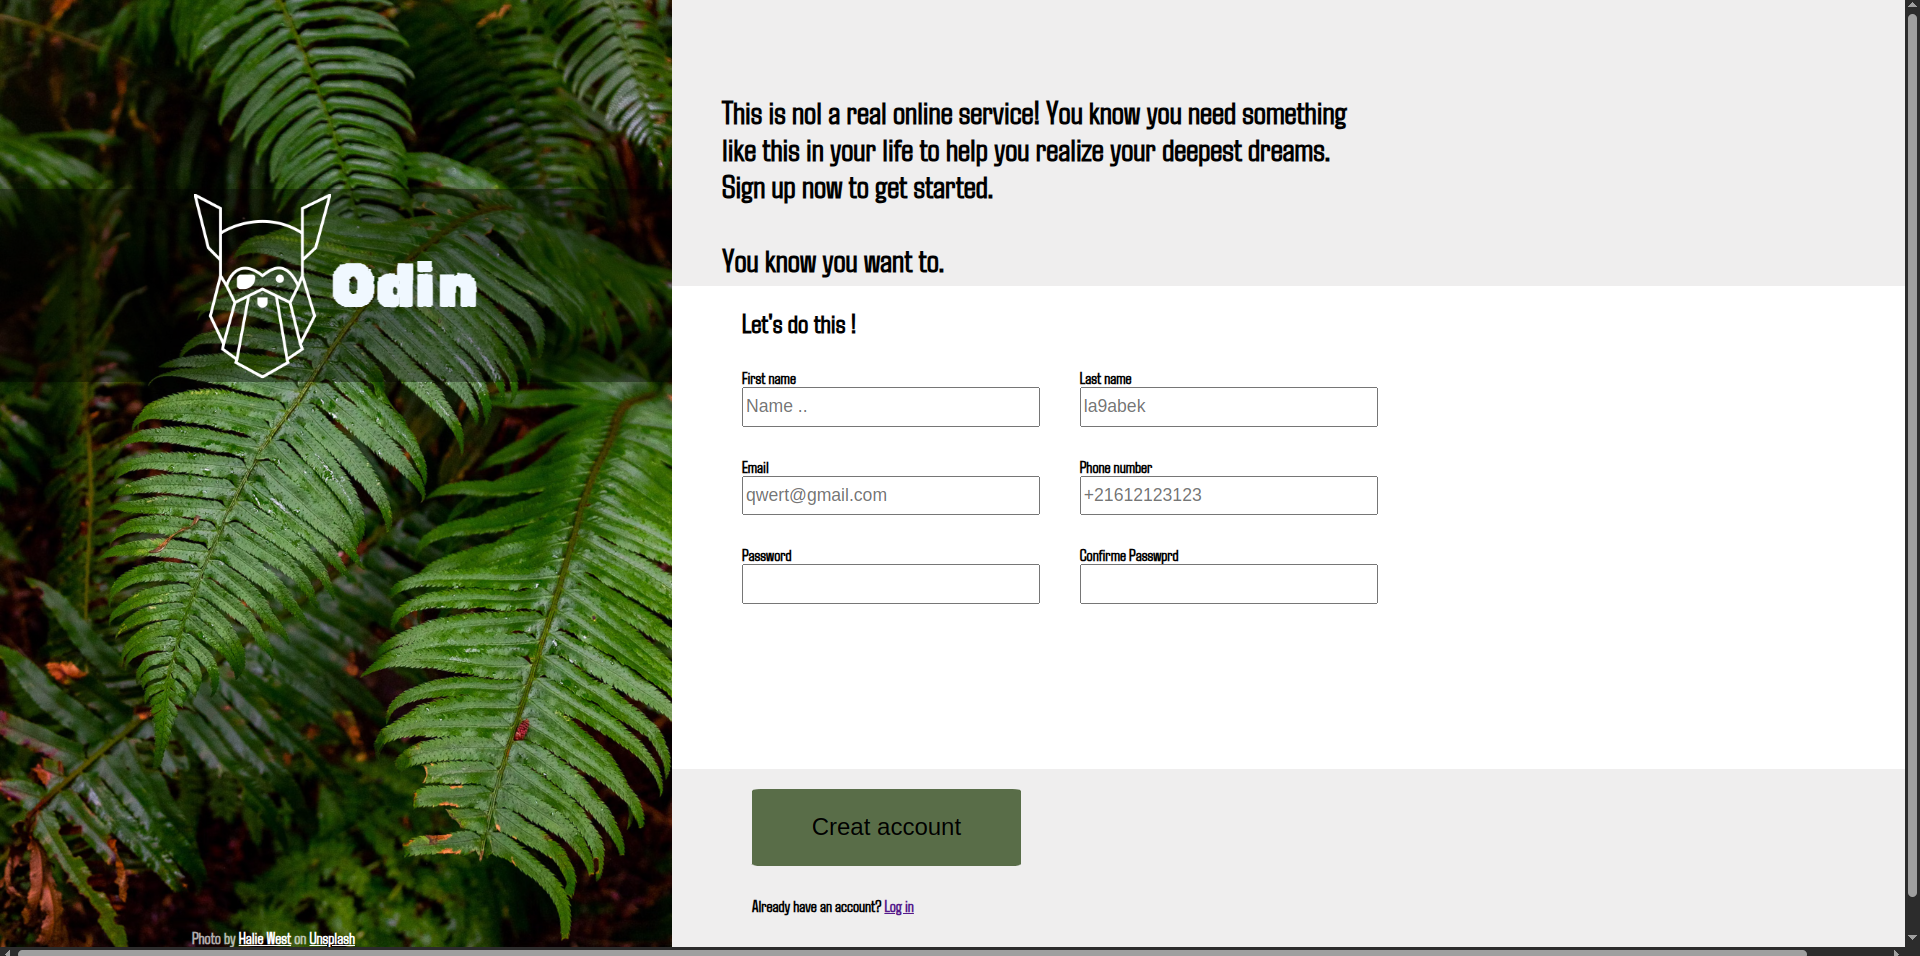 Odin
Photo by Halie West on Unsplash
This is nol a real online service! You know you need something
like this in your life to help you realize your deepest dreams.
Sign up now to get started.
You know you want to.
Let's do this !
First name
Last name
Name ..
la9abek
Email
Phone number
qwert@gmail.com
+21612123123
Password
Confirme Passwprd
Creat account
Already have an account? Log in